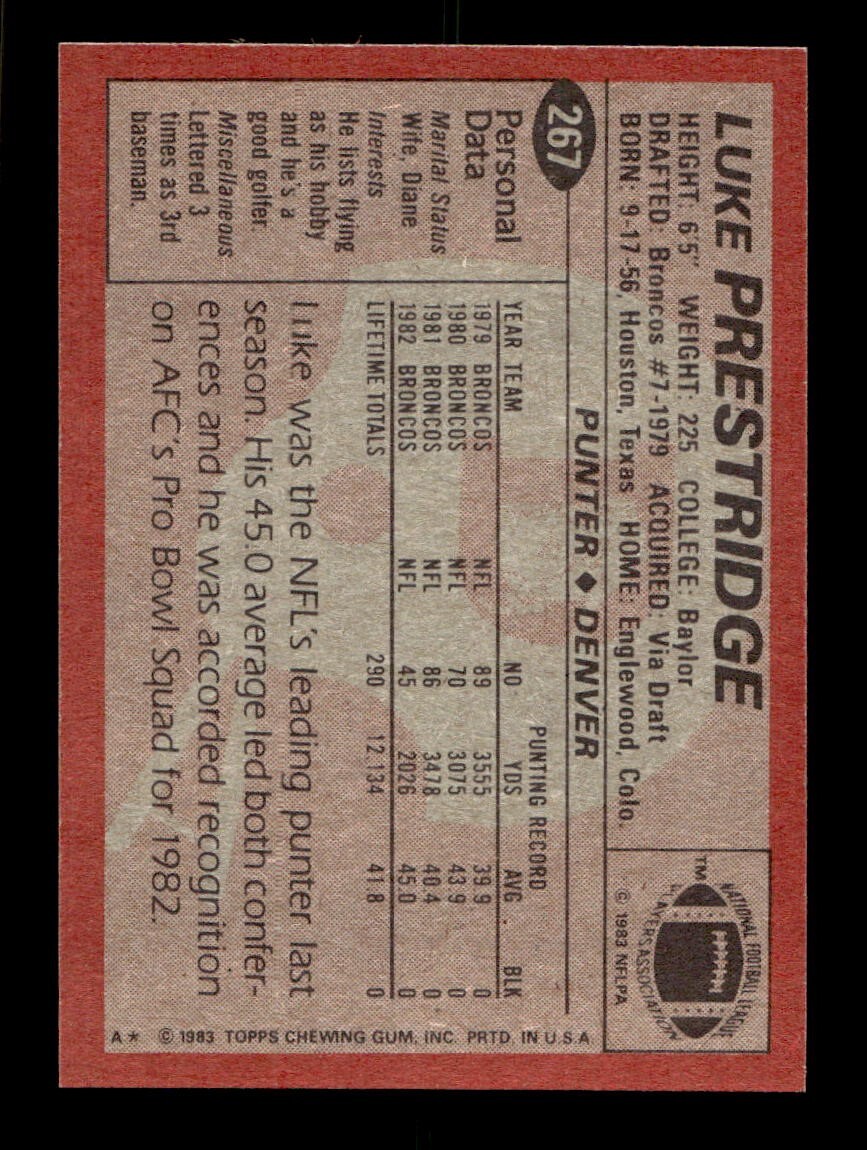 LUKE PRESTRIDGE
HEIGHT: 6'5" WEIGHT: 225 COLLEGE: Baylor
DRAFTED: Broncos #7-1979 ACQUIRED: Via Draft
BORN: 9-17-56, Houston, Texas HOME: Englewood, Colo.
NATIONAL FOOTBALL LEAGUE
PLAYERS ASSOCIATION
TM
© 1983 NFLPA
267
PUNTER ♦ DENVER
Personal
Data
Marital Status
Wife, Diane
Interests
He lists flying
as his hobby
and he's a
good golfer.
Miscellaneous
Lettered 3
times as 3rd
baseman.
PUNTING RECORD
YEAR TEAM NO YDS AVG. BLK
1979 BRONCOS NFL 89 3555 39.9 0
1980 BRONCOS NFL 70 3075 43.9 0
1981 BRONCOS NFL 86 3478 40.4 0
1982 BRONCOS NFL 45 2026 45.0 0
LIFETIME TOTALS 290 12,134 41.8 0
Luke was the NFL's leading punter last
season. His 45.0 average led both confer-
ences and he was accorded recognition
on AFC's Pro Bowl Squad for 1982.
A* © 1983 TOPPS CHEWING GUM, INC. PRTD. IN U.S.A.